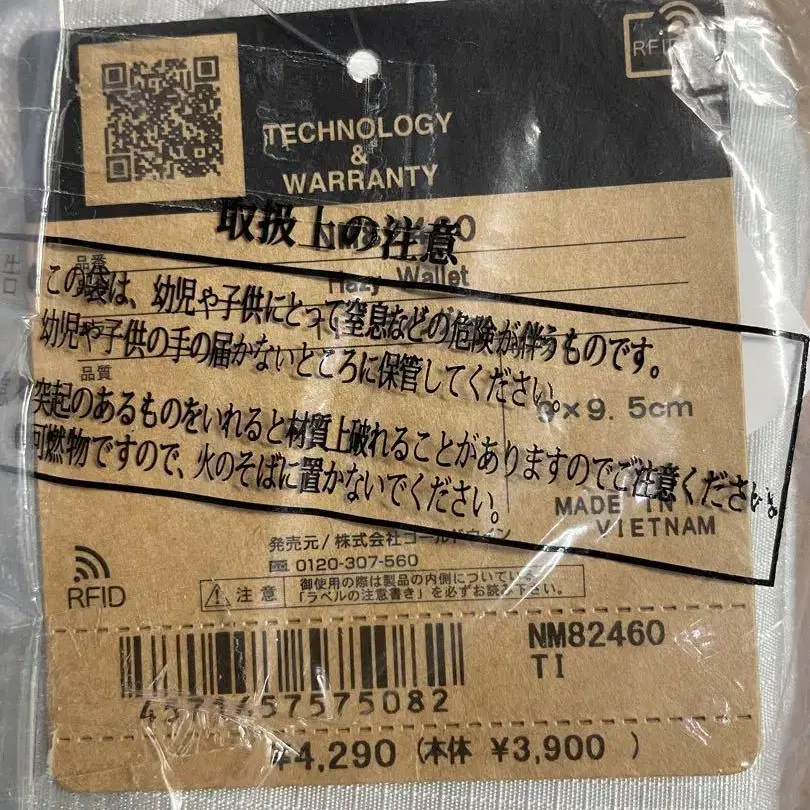 RFID
TECHNOLOGY
&
WARRANTY
取扱上の注意
品番
Hazy Wallet
この袋は、幼児や子供にとって窒息などの危険が伴うものです。
幼児や子供の手の届かないところに保管してください。
品質
×9.5cm
突起のあるものをいれると材質上破れることがありますのでご注意ください。
可燃物ですので、火のそばに置かないでください。
MADE IN
VIETNAM
発売元/株式会社ゴールドウイン
0120-307-560
RFID
注意
御使用の際は製品の内側についている
「ラベルの注意書き」を必ずお読み下さい。
NM82460
TI
¥4,290 (本体 ¥3,900 )